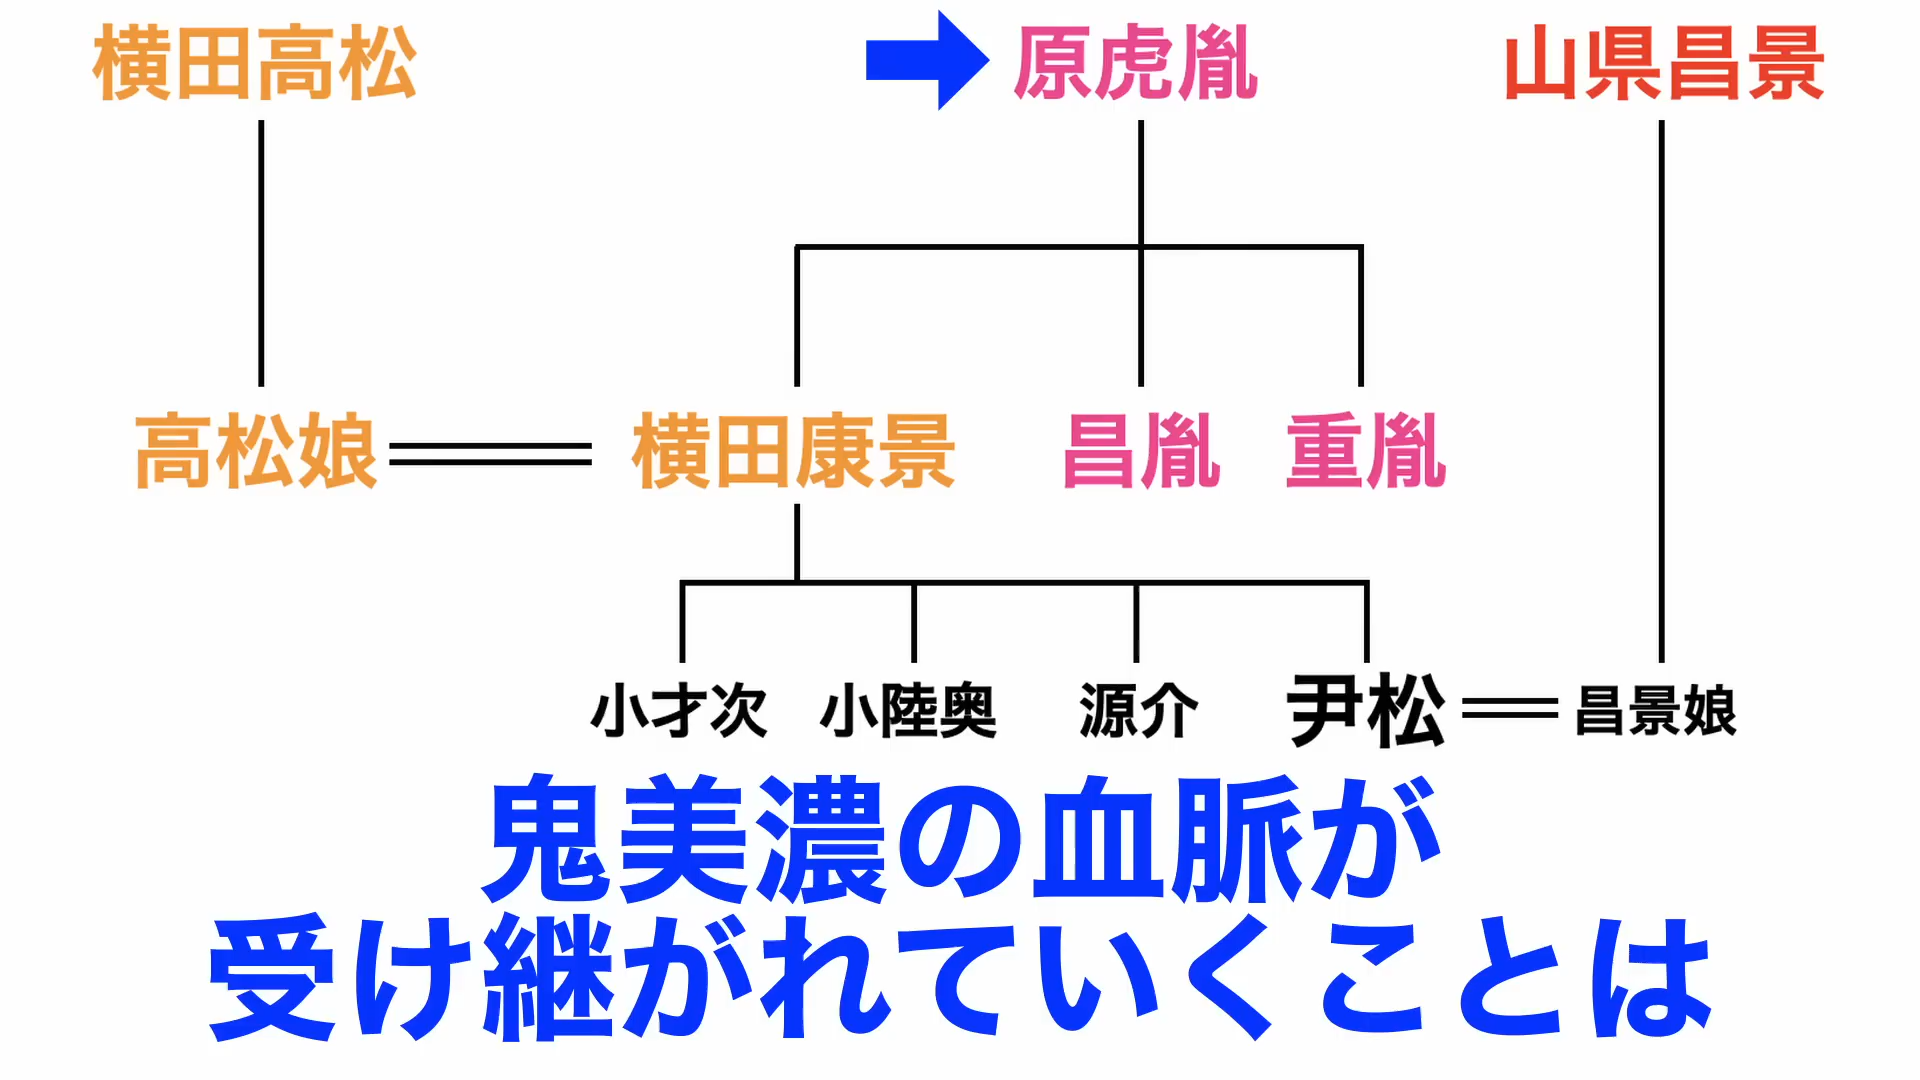 横田高松
原虎胤
山県昌景
高松娘
横田康景
昌胤
重胤
小才次
小陸奥
源介
尹松
昌景娘
鬼美濃の血脈が
受け継がれていくことは